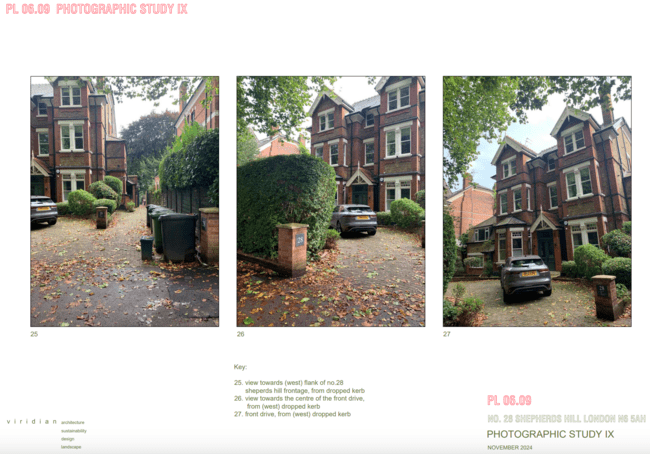 PL 06.09 PHOTOGRAPHIC STUDY IX
25
26
27
Key:
25. view towards (west) flank of no.28
sheperds hill frontage, from dropped kerb
26. view towards the centre of the front drive,
from (west) dropped kerb
27. front drive, from (west) dropped kerb
viridian architecture
sustainability
design
landscape
PL 06.09
NO. 28 SHEPHERDS HILL LONDON N6 5AH
PHOTOGRAPHIC STUDY IX
NOVEMBER 2024